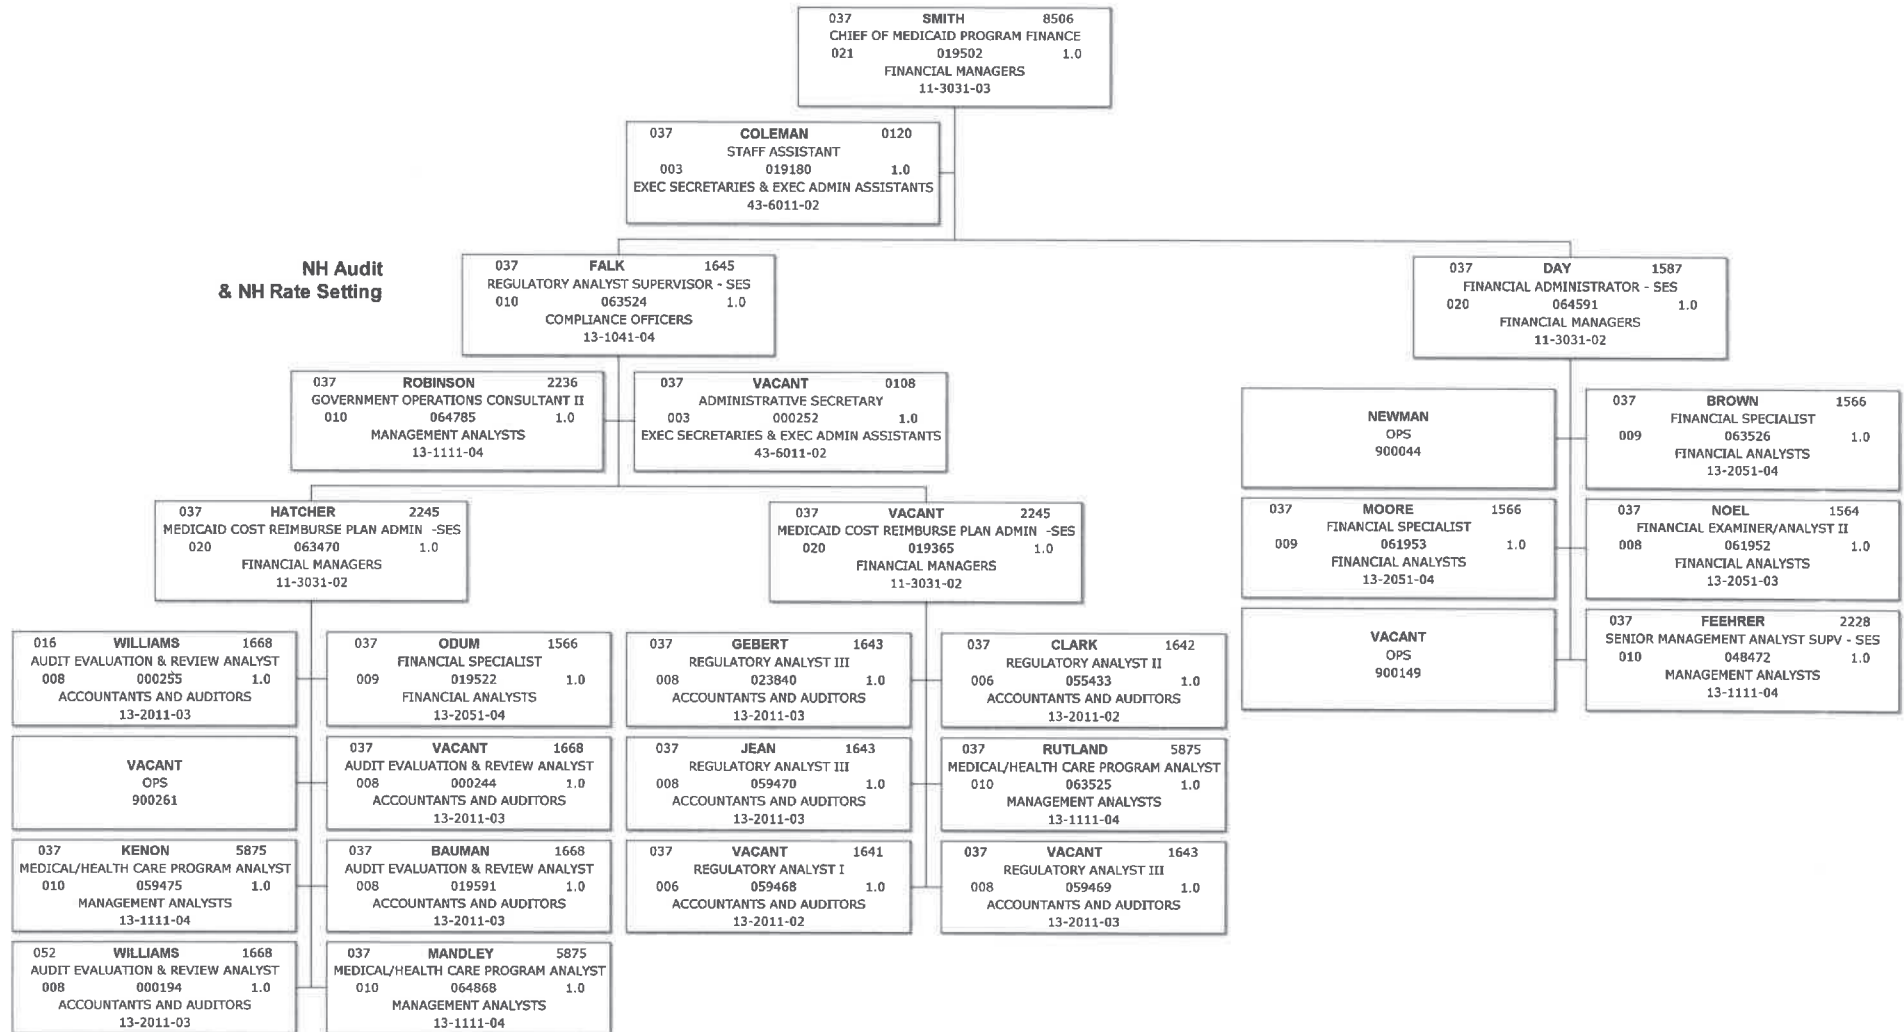 037 SMITH 8506
CHIEF OF MEDICAID PROGRAM FINANCE
021 019502 1.0
FINANCIAL MANAGERS
11-3031-03
037 COLEMAN 0120
STAFF ASSISTANT
003 019180 1.0
EXEC SECRETARIES & EXEC ADMIN ASSISTANTS
43-6011-02
NH Audit
& NH Rate Setting
037 FALK 1645
REGULATORY ANALYST SUPERVISOR - SES
010 063524 1.0
COMPLIANCE OFFICERS
13-1041-04
037 DAY 1587
FINANCIAL ADMINISTRATOR - SES
020 064591 1.0
FINANCIAL MANAGERS
11-3031-02
037 ROBINSON 2236
GOVERNMENT OPERATIONS CONSULTANT II
010 064785 1.0
MANAGEMENT ANALYSTS
13-1111-04
037 VACANT 0108
ADMINISTRATIVE SECRETARY
003 000252 1.0
EXEC SECRETARIES & EXEC ADMIN ASSISTANTS
43-6011-02
NEWMAN
OPS
900044
037 BROWN 1566
FINANCIAL SPECIALIST
009 063526 1.0
FINANCIAL ANALYSTS
13-2051-04
037 HATCHER 2245
MEDICAID COST REIMBURSE PLAN ADMIN -SES
020 063470 1.0
FINANCIAL MANAGERS
11-3031-02
037 VACANT 2245
MEDICAID COST REIMBURSE PLAN ADMIN -SES
020 019365 1.0
FINANCIAL MANAGERS
11-3031-02
037 MOORE 1566
FINANCIAL SPECIALIST
009 061953 1.0
FINANCIAL ANALYSTS
13-2051-04
037 NOEL 1564
FINANCIAL EXAMINER/ANALYST II
008 061952 1.0
FINANCIAL ANALYSTS
13-2051-03
VACANT
OPS
900149
037 FEEHRER 2228
SENIOR MANAGEMENT ANALYST SUPV - SES
010 048472 1.0
MANAGEMENT ANALYSTS
13-1111-04
016 WILLIAMS 1668
AUDIT EVALUATION & REVIEW ANALYST
008 000255 1.0
ACCOUNTANTS AND AUDITORS
13-2011-03
037 ODUM 1566
FINANCIAL SPECIALIST
009 019522 1.0
FINANCIAL ANALYSTS
13-2051-04
037 GEBERT 1643
REGULATORY ANALYST III
008 023840 1.0
ACCOUNTANTS AND AUDITORS
13-2011-03
037 CLARK 1642
REGULATORY ANALYST II
006 055433 1.0
ACCOUNTANTS AND AUDITORS
13-2011-02
VACANT
OPS
900261
037 VACANT 1668
AUDIT EVALUATION & REVIEW ANALYST
008 000244 1.0
ACCOUNTANTS AND AUDITORS
13-2011-03
037 JEAN 1643
REGULATORY ANALYST III
008 059470 1.0
ACCOUNTANTS AND AUDITORS
13-2011-03
037 RUTLAND 5875
MEDICAL/HEALTH CARE PROGRAM ANALYST
010 063525 1.0
MANAGEMENT ANALYSTS
13-1111-04
037 KENON 5875
MEDICAL/HEALTH CARE PROGRAM ANALYST
010 059475 1.0
MANAGEMENT ANALYSTS
13-1111-04
037 BAUMAN 1668
AUDIT EVALUATION & REVIEW ANALYST
008 019591 1.0
ACCOUNTANTS AND AUDITORS
13-2011-03
037 VACANT 1641
REGULATORY ANALYST I
006 059468 1.0
ACCOUNTANTS AND AUDITORS
13-2011-02
037 VACANT 1643
REGULATORY ANALYST III
008 059469 1.0
ACCOUNTANTS AND AUDITORS
13-2011-03
052 WILLIAMS 1668
AUDIT EVALUATION & REVIEW ANALYST
008 000194 1.0
ACCOUNTANTS AND AUDITORS
13-2011-03
037 MANDLEY 5875
MEDICAL/HEALTH CARE PROGRAM ANALYST
010 064868 1.0
MANAGEMENT ANALYSTS
13-1111-04